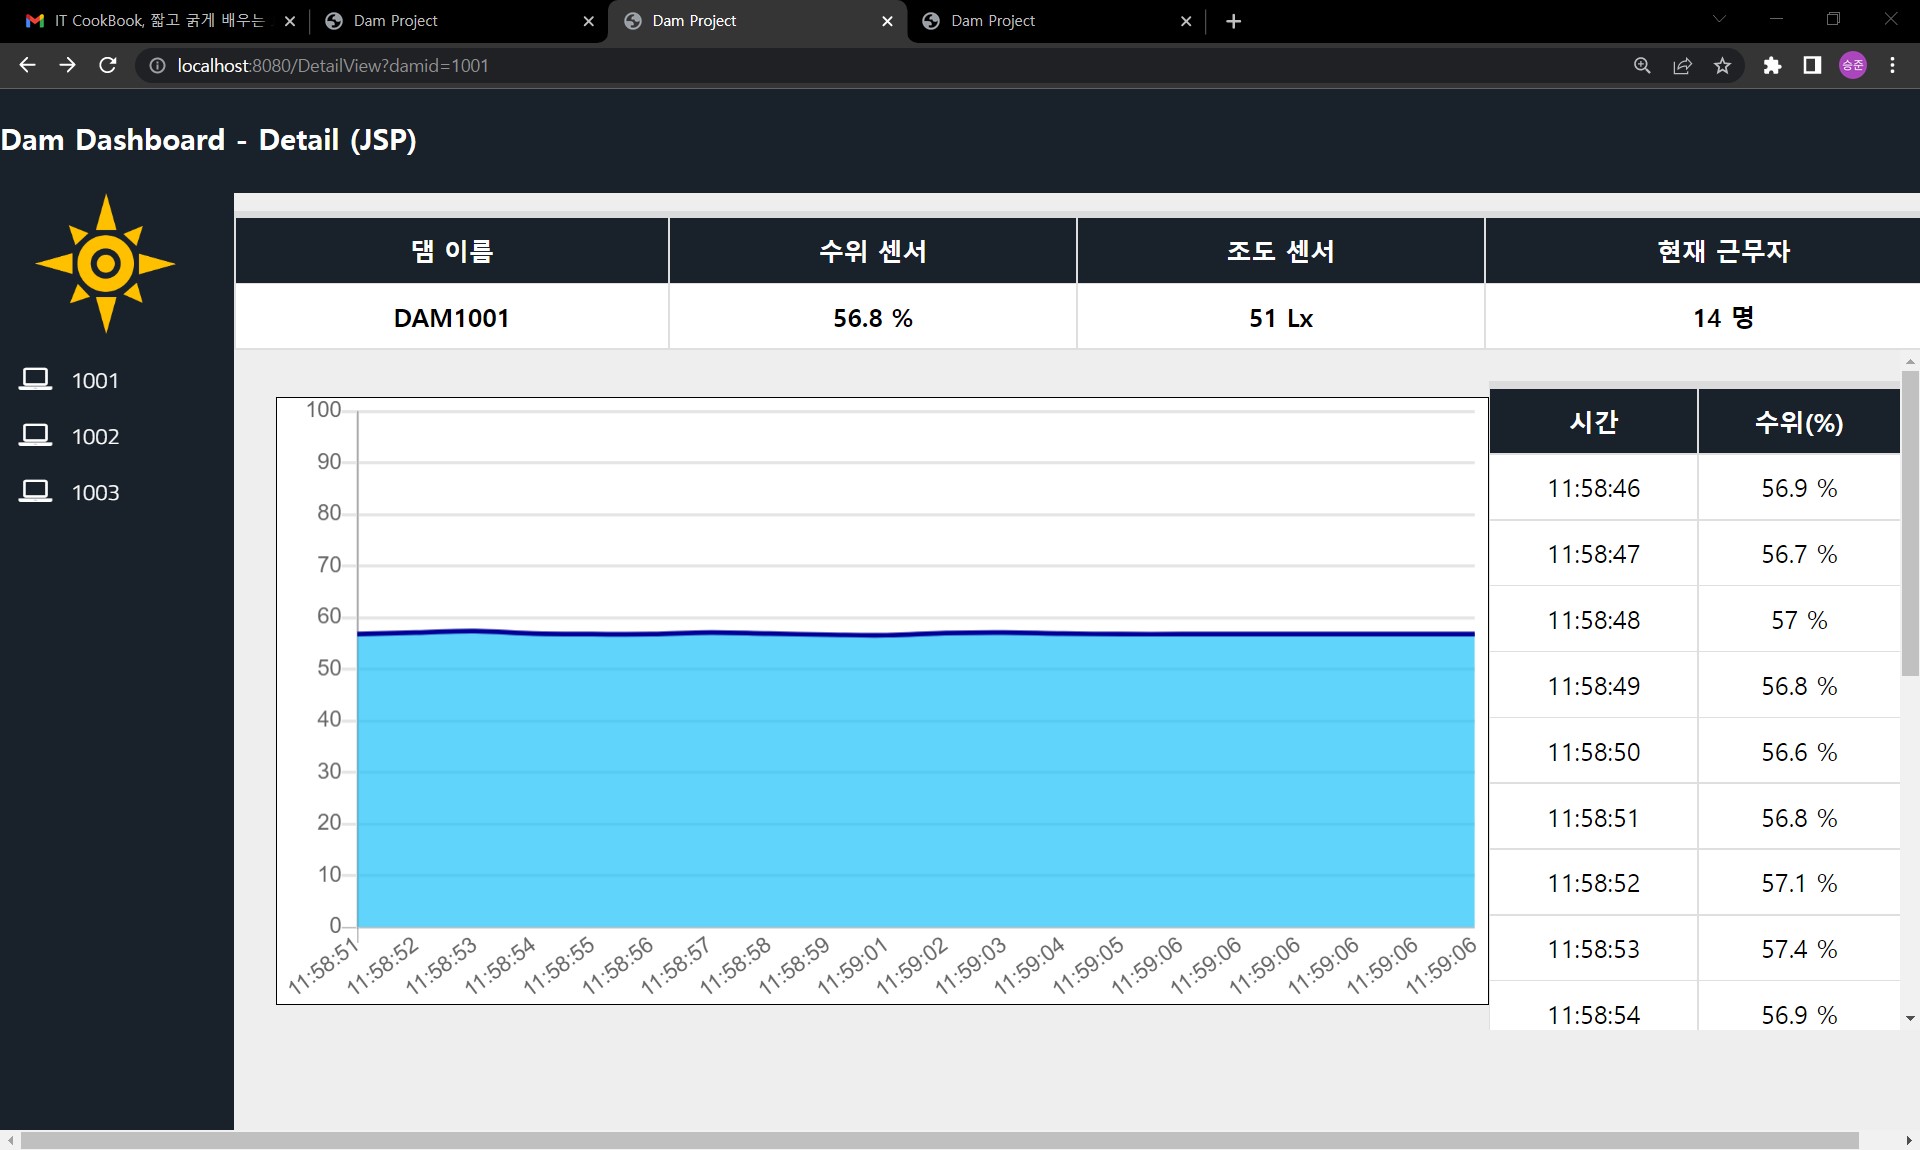 IT CookBook, 짧고 굵게 배우는
Dam Project
Dam Project
Dam Project
localhost:8080/DetailView?damid=1001
승준
Dam Dashboard - Detail (JSP)
1001
1002
1003
댐 이름 수위 센서 조도 센서 현재 근무자
DAM1001 56.8 % 51 Lx 14 명
100
90
80
70
60
50
40
30
20
10
0
11:58:51 11:58:52 11:58:53 11:58:54 11:58:55 11:58:56 11:58:57 11:58:58 11:58:59 11:59:01 11:59:02 11:59:03 11:59:04 11:59:05 11:59:06 11:59:06 11:59:06 11:59:06 11:59:06 11:59:06
시간 수위(%)
11:58:46 56.9 %
11:58:47 56.7 %
11:58:48 57 %
11:58:49 56.8 %
11:58:50 56.6 %
11:58:51 56.8 %
11:58:52 57.1 %
11:58:53 57.4 %
11:58:54 56.9 %